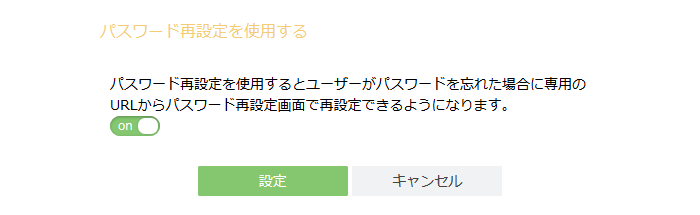 パスワード再設定を使用する
パスワード再設定を使用するとユーザーがパスワードを忘れた場合に専用の
URLからパスワード再設定画面で再設定できるようになります。
on
設定 キャンセル